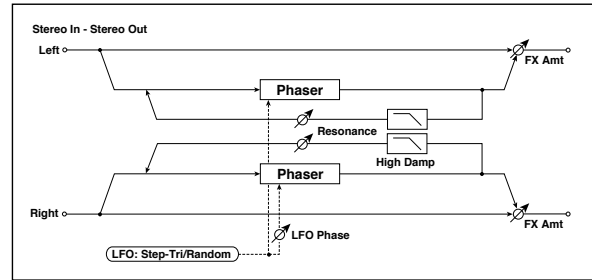 Stereo In - Stereo Out
Left
FX Amt
Phaser
Resonance
High Damp
Phaser
Right
FX Amt
LFO Phase
LFO: Step-Tri/Random